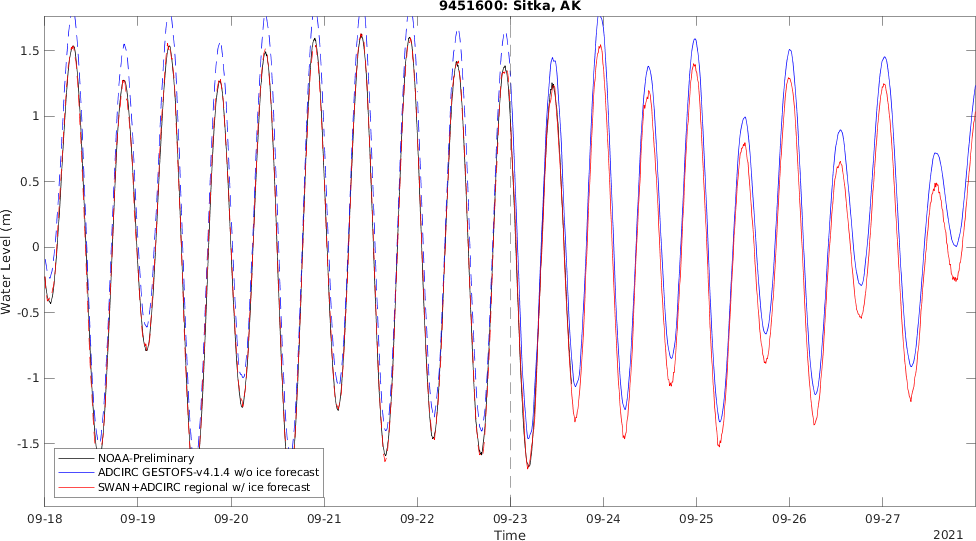 9451600: Sitka, AK
1.5
1
0.5
0
-0.5
-1
-1.5
Water Level (m)
NOAA-Preliminary
ADCIRC GESTOFS-v4.1.4 w/o ice forecast
SWAN+ADCIRC regional w/ ice forecast
09-18 09-19 09-20 09-21 09-22 09-23 09-24 09-25 09-26 09-27
Time
2021